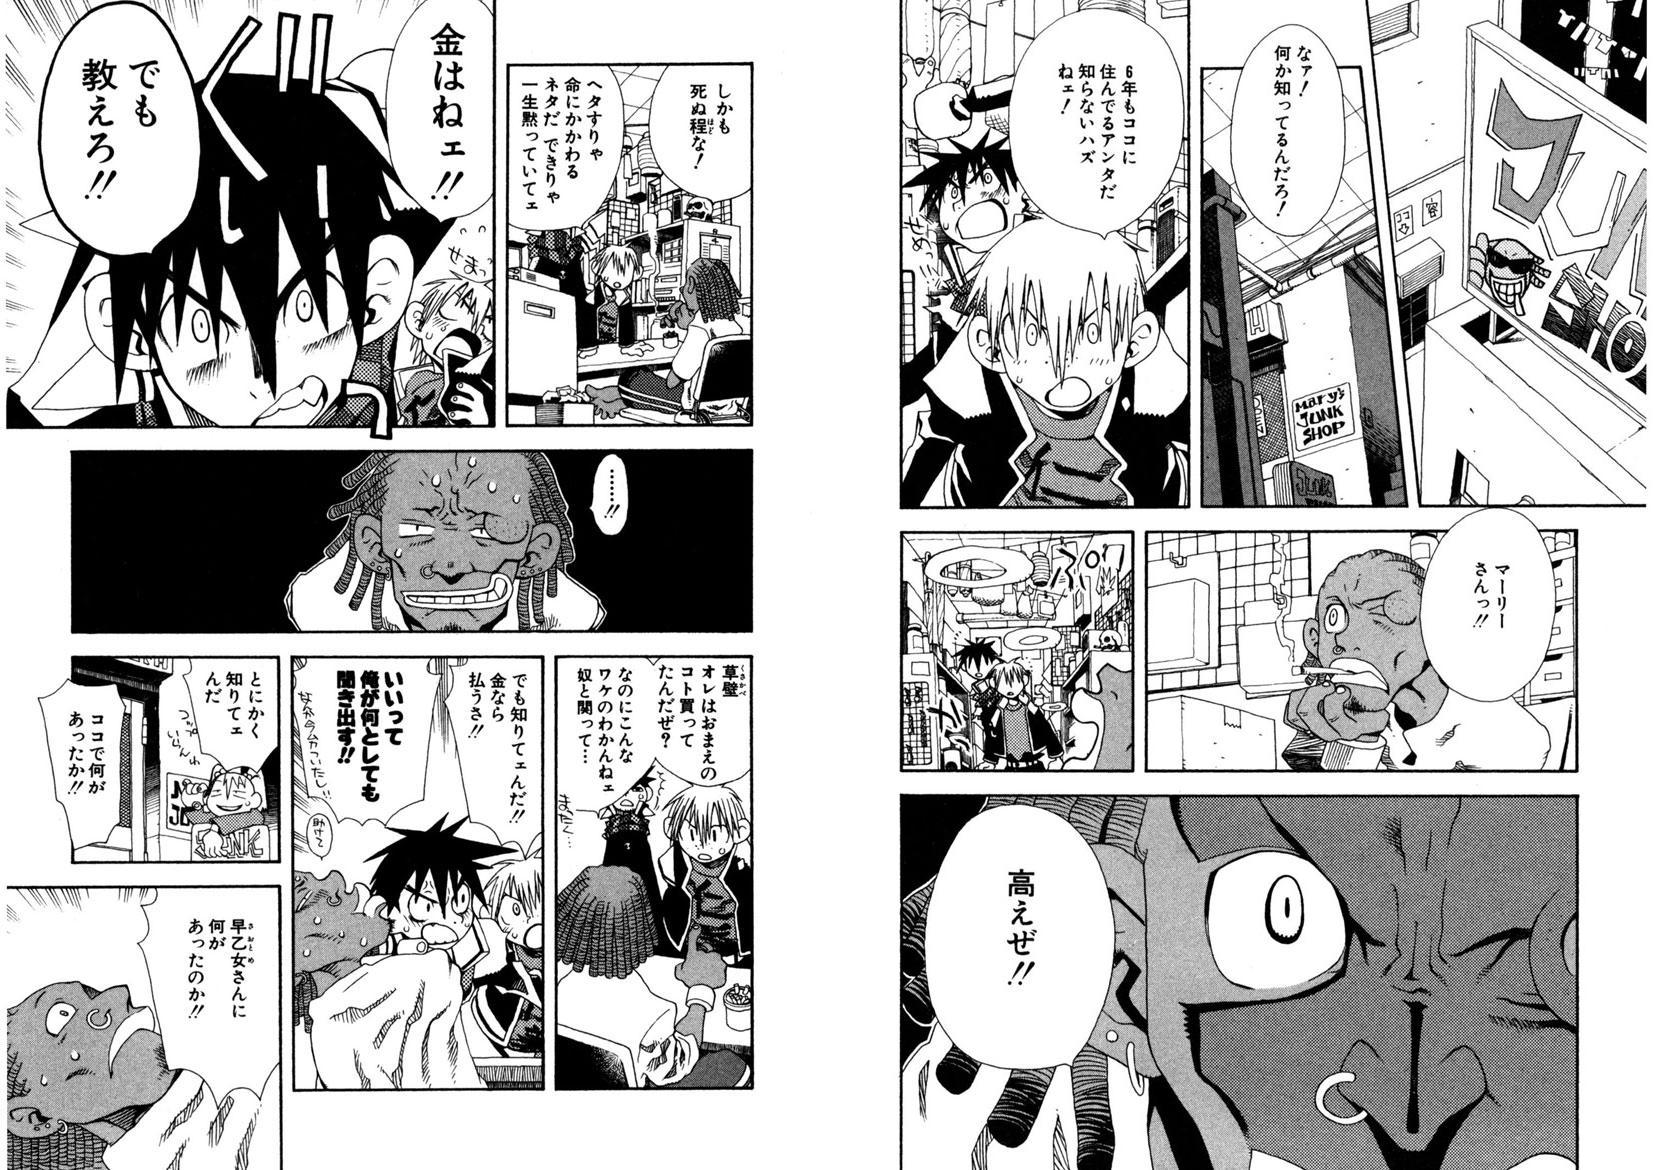 なァ!
何か知ってるんだろ!
ココ
容
Mary's
JUNK
SHOP
JUNK
6年もココに
住んでるアンタだ
知らないハズ
ねェ!
マーリー
さんっ!!
ぷかっ
高えぜ!!
しかも
死ぬ程な!
ヘタすりゃ
命にかかわる
ネタだ できりゃ
一生黙っていてェ
金はねェ!!
せまっ
でも
教えろ!!
……!!
草壁
オレはおまえの
コト買って
たんだぜ?
なのにこんな
ワケのわかんねェ
奴と関って…
またく…
でも知りてェんだ!!
金なら
払うさ!!
いいって
俺が何としても
聞き出す!!
助けて
とにかく
知りてェ
んだ
ココで何が
あったか!!
早乙女さんに
何が
あったのか!!